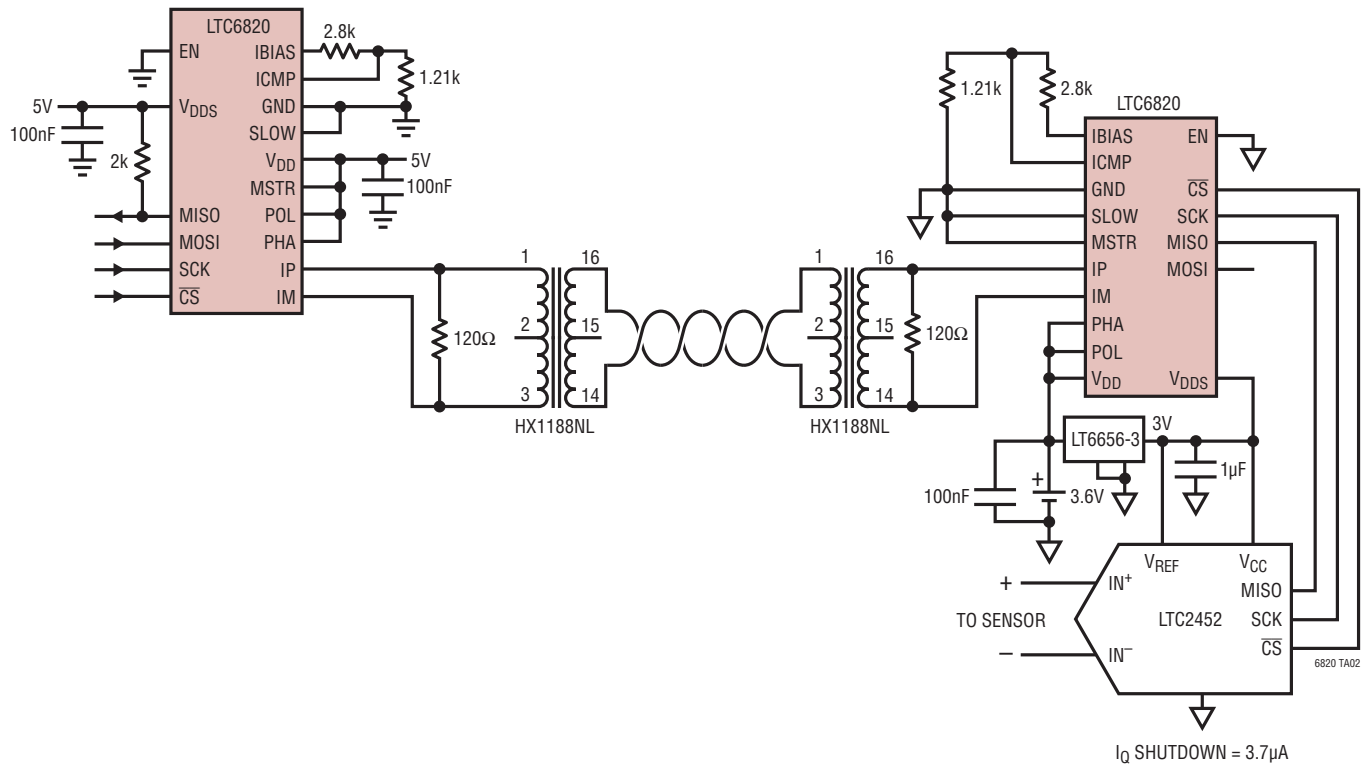 LTC6820
EN
IBIAS
2.8k
ICMP
1.21k
5V
VDDS
GND
100nF
SLOW
2k
VDD
5V
MSTR
100nF
MISO
POL
MOSI
PHA
SCK
IP
CS
IM
120Ω
1
16
2
15
3
14
HX1188NL
1
16
2
15
3
14
HX1188NL
120Ω
1.21k
2.8k
LTC6820
IBIAS
EN
ICMP
GND
CS
SLOW
SCK
MSTR
MISO
IP
MOSI
IM
PHA
POL
VDD
VDDS
LT6656-3
3V
1µF
100nF
+
3.6V
VREF
VCC
+
IN+
MISO
TO SENSOR
LTC2452
SCK
–
IN–
CS
6820 TA02
IQ SHUTDOWN = 3.7µA